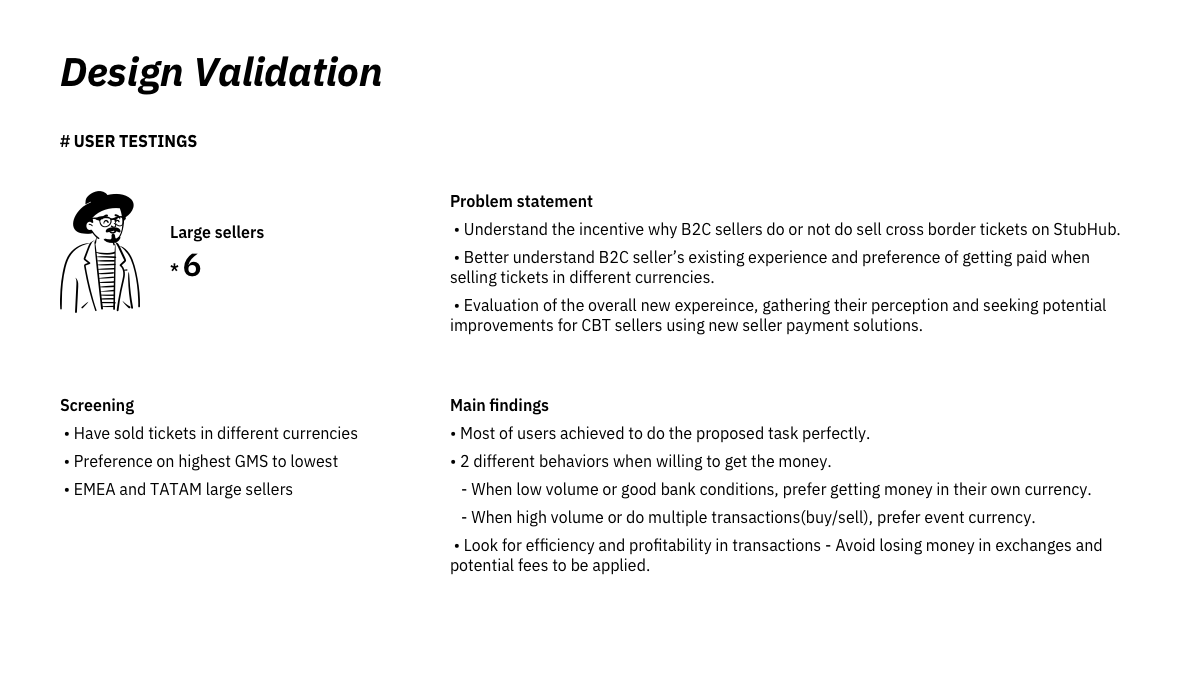 Design Validation
# USER TESTINGS
Large sellers
* 6
Problem statement
• Understand the incentive why B2C sellers do or not do sell cross border tickets on StubHub.
• Better understand B2C seller’s existing experience and preference of getting paid when
selling tickets in different currencies.
• Evaluation of the overall new expereince, gathering their perception and seeking potential
improvements for CBT sellers using new seller payment solutions.
Screening
• Have sold tickets in different currencies
• Preference on highest GMS to lowest
• EMEA and TATAM large sellers
Main findings
• Most of users achieved to do the proposed task perfectly.
• 2 different behaviors when willing to get the money.
- When low volume or good bank conditions, prefer getting money in their own currency.
- When high volume or do multiple transactions(buy/sell), prefer event currency.
• Look for efficiency and profitability in transactions - Avoid losing money in exchanges and
potential fees to be applied.